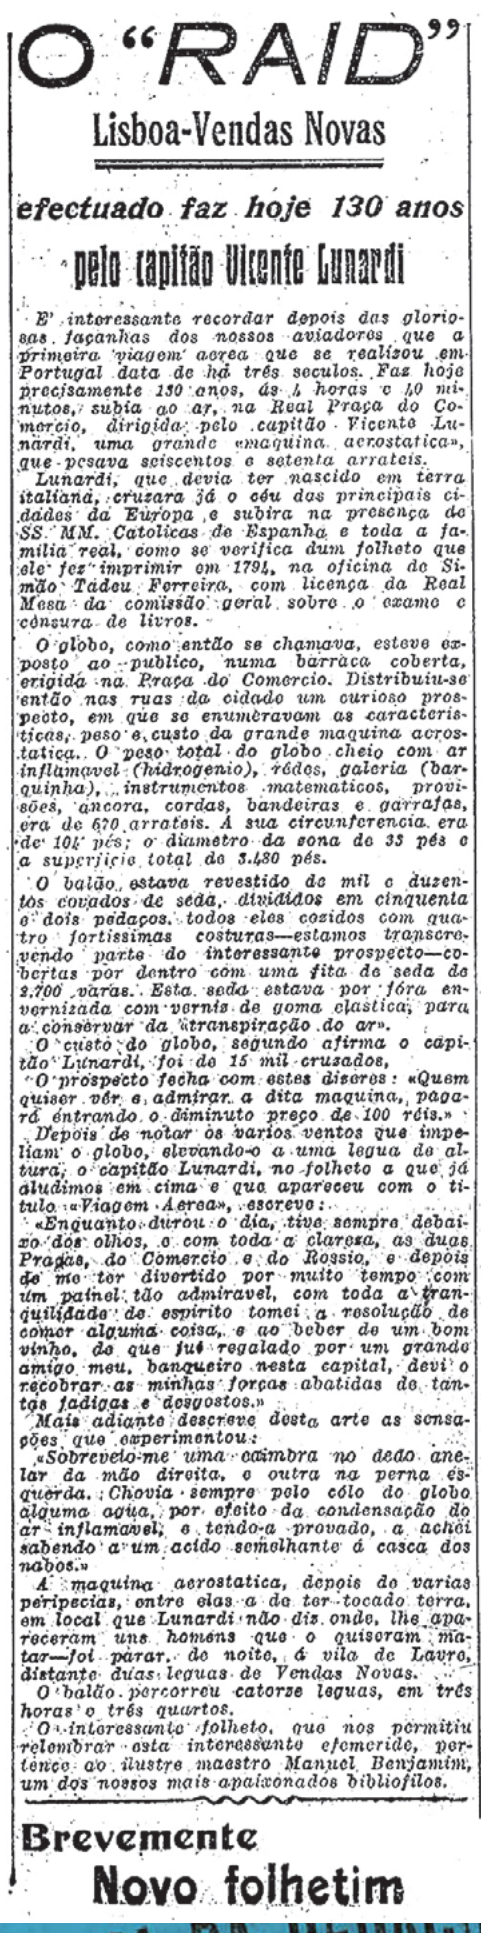 O "RAID"
Lisboa-Vendas Novas
efectuado faz hoje 130 anos
pelo capitão Vicente Lunardi
E' interessante recordar depois das glorio-
sas façanhas dos nossos aviadores que a
primeira viagem aerea que se realizou em
Portugal data de há três seculos. Faz hoje
precisamente 130 anos, ás 4 horas e 40 mi-
nutos, subia ao ar, na Real Praça do Co-
mercio, dirigida pelo capitão Vicente Lu-
nardi, uma grande «maquina aerostatica»,
que pesava seiscentos e setenta arrateis.
Lunardi, que devia ter nascido em terra
italiana, cruzara já o céu das principais ci-
dades da Europa e subira na presença de
SS. MM. Catolicas de Espanha e toda a fa-
milia real, como se verifica dum folheto que
ele fez imprimir em 1794, na oficina de Si-
mão Tadeu Ferreira, com licença da Real
Mesa da comissão geral sobre o exame e
censura de livros.
O globo, como então se chamava, esteve ex-
posto ao publico, numa barraca coberta,
erigida na Praça do Comercio. Distribuiu-se
então nas ruas da cidade um curioso pros-
pecto, em que se enumeravam as caracteris-
ticas, peso e custo da grande maquina aeros-
tatica. O peso total do globo cheio com ar
inflamavel (hidrogenio), rêdes, galeria (bar-
quinha), instrumentos matematicos, provi-
sões, ancora, cordas, bandeiras e garrafas,
era de 670 arrateis. A sua circunferencia era
de 104 pés; o diametro da zona de 33 pés e
a superficie total de 3.480 pés.
O balão estava revestido de mil e duzen-
tos covados de seda, divididos em cinquenta
e dois pedaços, todos eles cosidos com qua-
tro fortissimas costuras—estamos transcre-
vendo parte do interessante prospecto—co-
bertas por dentro com uma fita de seda de
2.700 varas. Esta seda estava por fóra en-
vernizada com vernis de goma elastica, para
a conservar da «transpiração do ar».
O custo do globo, segundo afirma o capi-
tão Lunardi, foi de 15 mil cruzados,
O prospecto fecha com estes dizeres: «Quem
quiser vêr e admirar a dita maquina, paga-
rá entrando o diminuto preço de 100 réis.»
Depois de notar os varios ventos que impe-
liam o globo, elevando-o a uma legua de al-
tura, o capitão Lunardi, no folheto a que já
aludimos em cima e que apareceu com o ti-
tulo «Viagem Aerea», escreve:
«Enquanto durou o dia, tive sempre debai-
xo dos olhos, e com toda a clareza, as duas
Praças, do Comercio e do Rossio, e depois
de me ter divertido por muito tempo com
um painel tão admiravel, com toda a tran-
quilidade de espirito tomei a resolução de
comer alguma coisa, e ao beber de um bom
vinho, de que fui regalado por um grande
amigo meu, banqueiro nesta capital, devi o
recobrar as minhas forças abatidas de tan-
tas fadigas e desgostos.»
Mais adiante descreve desta arte as sensa-
ções que experimentou:
«Sobreveio-me uma caimbra no dedo ane-
lar da mão direita, e outra na perna es-
querda. Chovia sempre pelo cólo do globo
alguma agua, por efeito da condensação do
ar inflamavel, e tendo-a provado, a achei
sabendo a um acido semelhante á casca dos
nabos.»
A maquina aerostatica, depois de varias
peripecias, entre elas a de ter tocado terra,
em local que Lunardi não diz onde, lhe apa-
receram uns homens que o quiseram ma-
tar—foi parar, de noite, á vila de Lavre,
distante duas leguas de Vendas Novas.
O balão percorreu catorze leguas, em três
horas e três quartos.
O interessante folheto, que nos permitiu
relembrar esta interessante efemeride, per-
tence ao ilustre maestro Manuel Benjamim,
um dos nossos mais apaixonados bibliofilos.
Brevemente
Novo folhetim